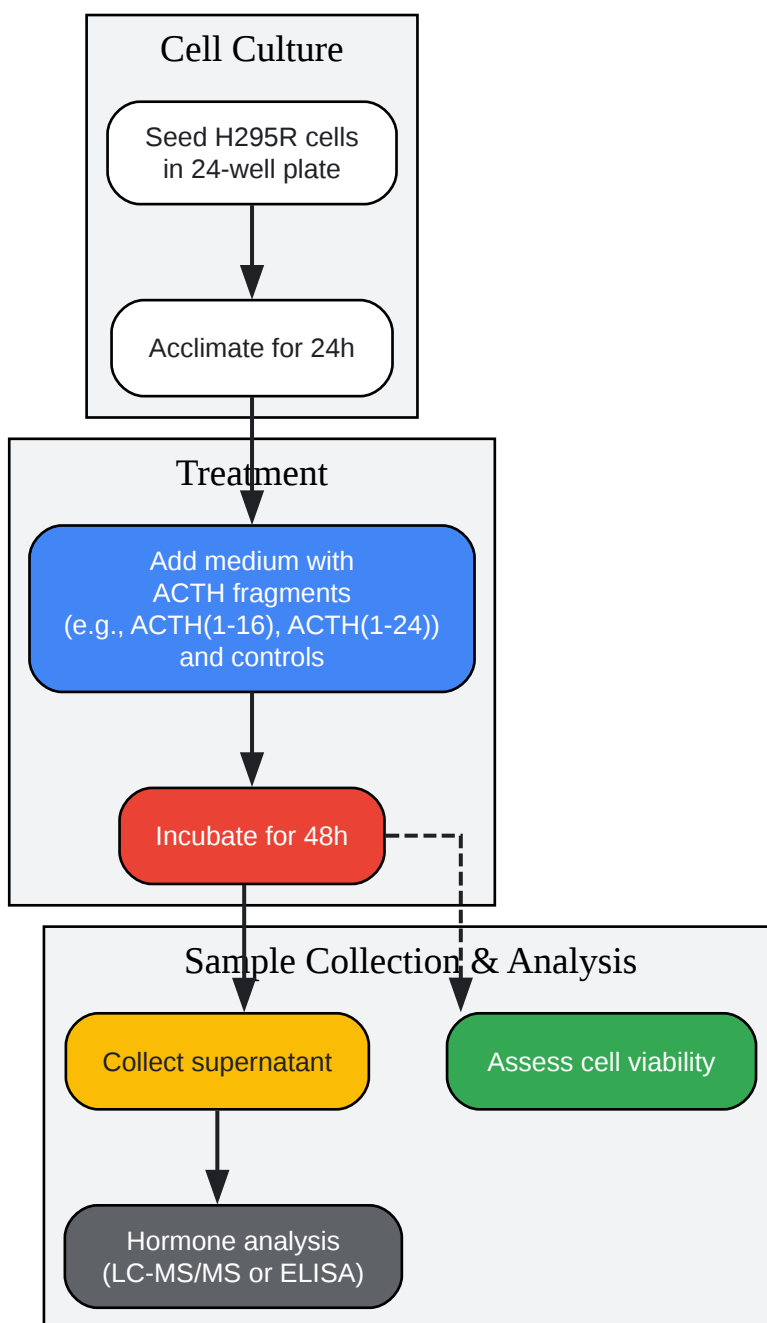 Cell Culture
Seed H295R cells
in 24-well plate
Acclimate for 24h
Treatment
Add medium with
ACTH fragments
(e.g., ACTH(1-16), ACTH(1-24))
and controls
Incubate for 48h
Sample Collection & Analysis
Collect supernatant
Assess cell viability
Hormone analysis
(LC-MS/MS or ELISA)